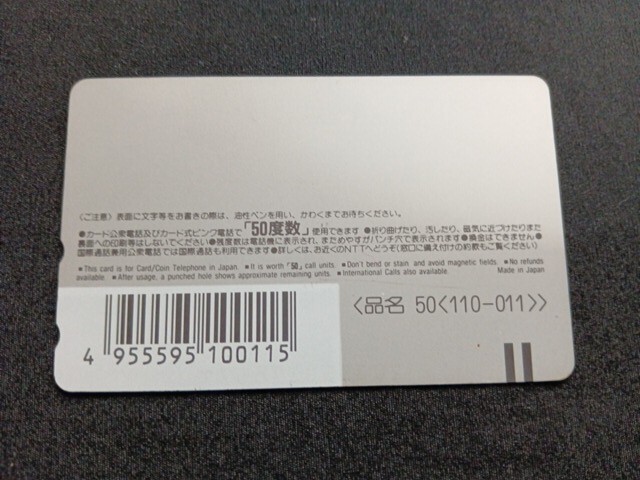 〈ご注意〉表面に文字等をお書きの際は、油性ペンを用い、かわくまでお待ちください。
●カード公衆電話及びカード式ピンク電話で「50度数」使用できます ●折り曲げたり、汚したり、磁気に近づけたりまた
裏面への印刷等はしないでください●残度数は電話機に表示され、まためやすがパンチ穴で表示されます●換金はできません●
国際通話兼用公衆電話では国際通話も利用できます●詳しくは、お近くのNTTへどうぞ(窓口に備え付けの約款もご覧ください)
■This card is for Card/Coin Telephone in Japan. ■It is worth「50」call units. ■Don't bend or stain and avoid magnetic fields ■No refunds
available. ■After usage, a punched hole shows approximate remaining units. ■International Calls also available. Made in Japan
〈品名 50〈110-011〉〉
4 955595 100115